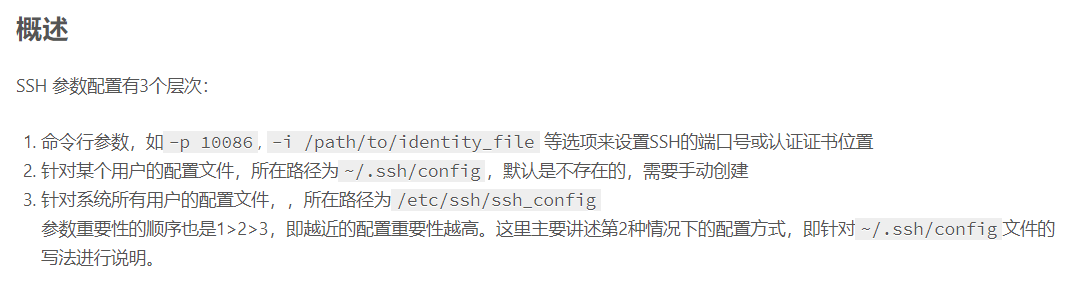 概述
SSH 参数配置有3个层次：
1. 命令行参数，如 -p 10086 , -i /path/to/identity_file 等选项来设置SSH的端口号或认证证书位置
2. 针对某个用户的配置文件，所在路径为 ~/.ssh/config ，默认是不存在的，需要手动创建
3. 针对系统所有用户的配置文件，，所在路径为 /etc/ssh/ssh_config
参数重要性的顺序也是1>2>3，即越近的配置重要性越高。这里主要讲述第2种情况下的配置方式，即针对 ~/.ssh/config 文件的
写法进行说明。